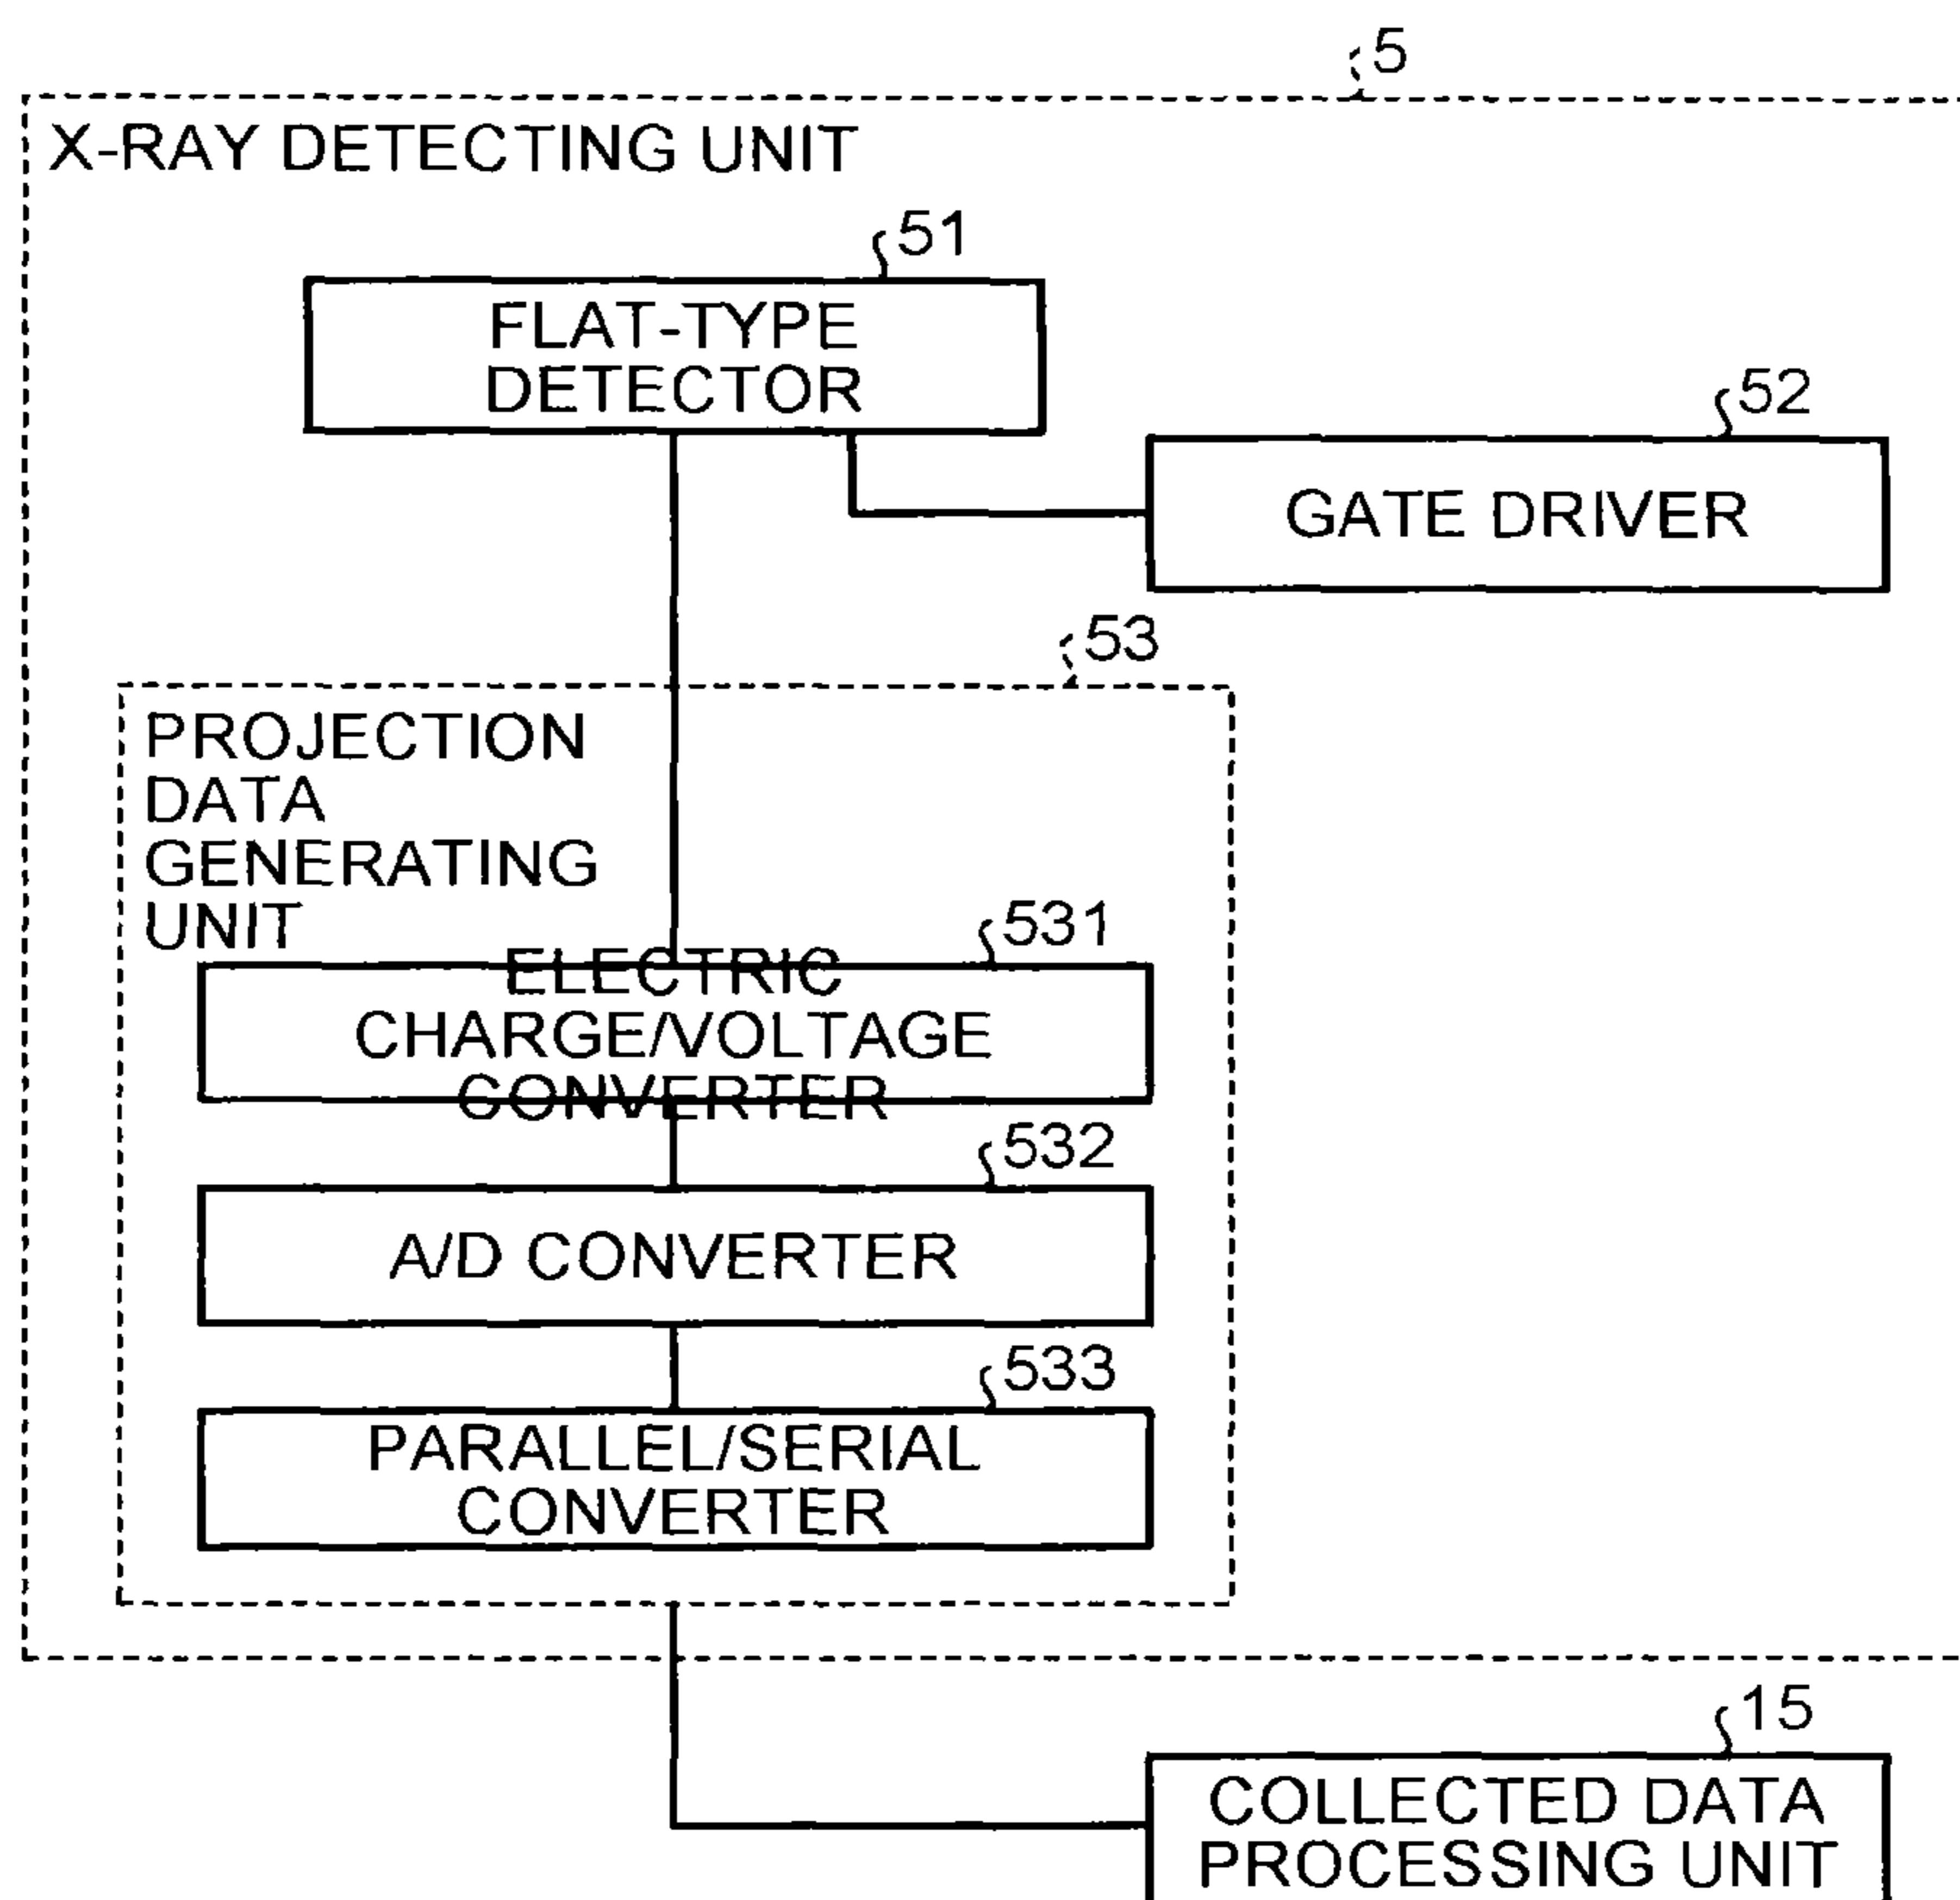 5
X-RAY DETECTING UNIT
51
FLAT-TYPE
DETECTOR
52
GATE DRIVER
53
PROJECTION
DATA
GENERATING
UNIT
531
ELECTRIC
CHARGE/VOLTAGE
CONVERTER
532
A/D CONVERTER
533
PARALLEL/SERIAL
CONVERTER
15
COLLECTED DATA
PROCESSING UNIT